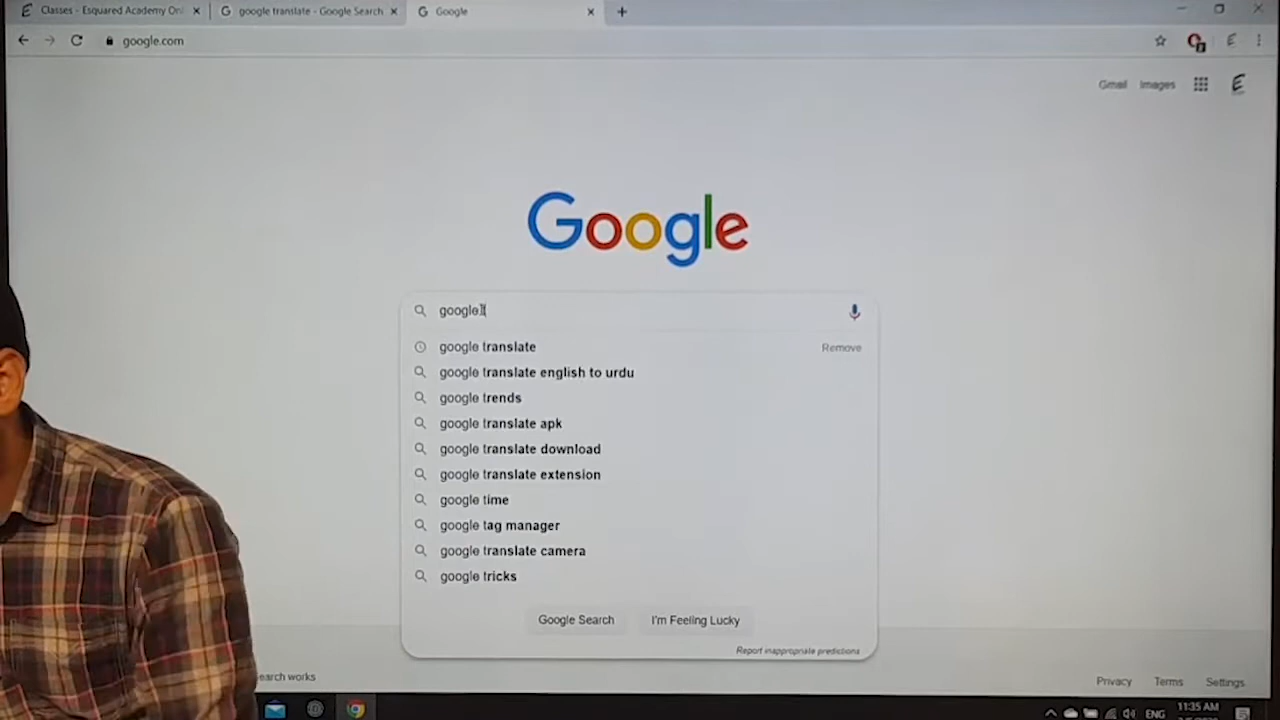 Classes - Esquared Academy Onl
google translate - Google Search
Google
google.com
Gmail Images
Google
google t
google translate Remove
google translate english to urdu
google trends
google translate apk
google translate download
google translate extension
google time
google tag manager
google translate camera
google tricks
Google Search I'm Feeling Lucky
Report inappropriate predictions
earch works Privacy Terms Settings
ENG 11:35 AM